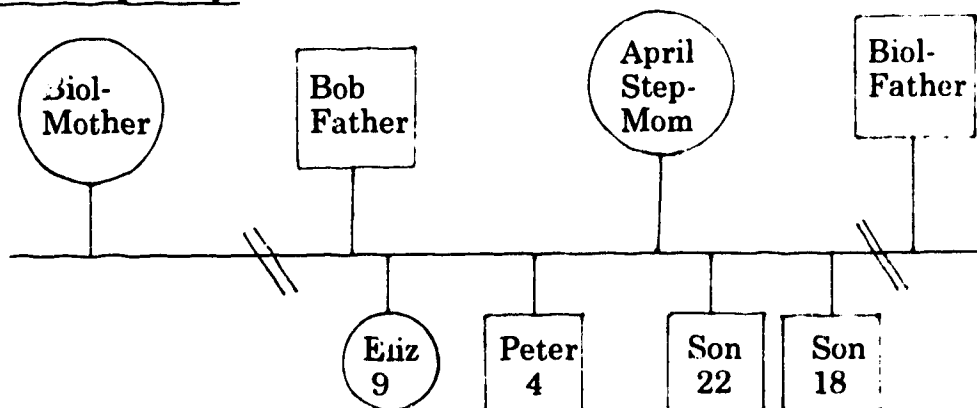 Biol-
Mother
Bob
Father
April
Step-
Mom
Biol-
Father
Eliz
9
Peter
4
Son
22
Son
18